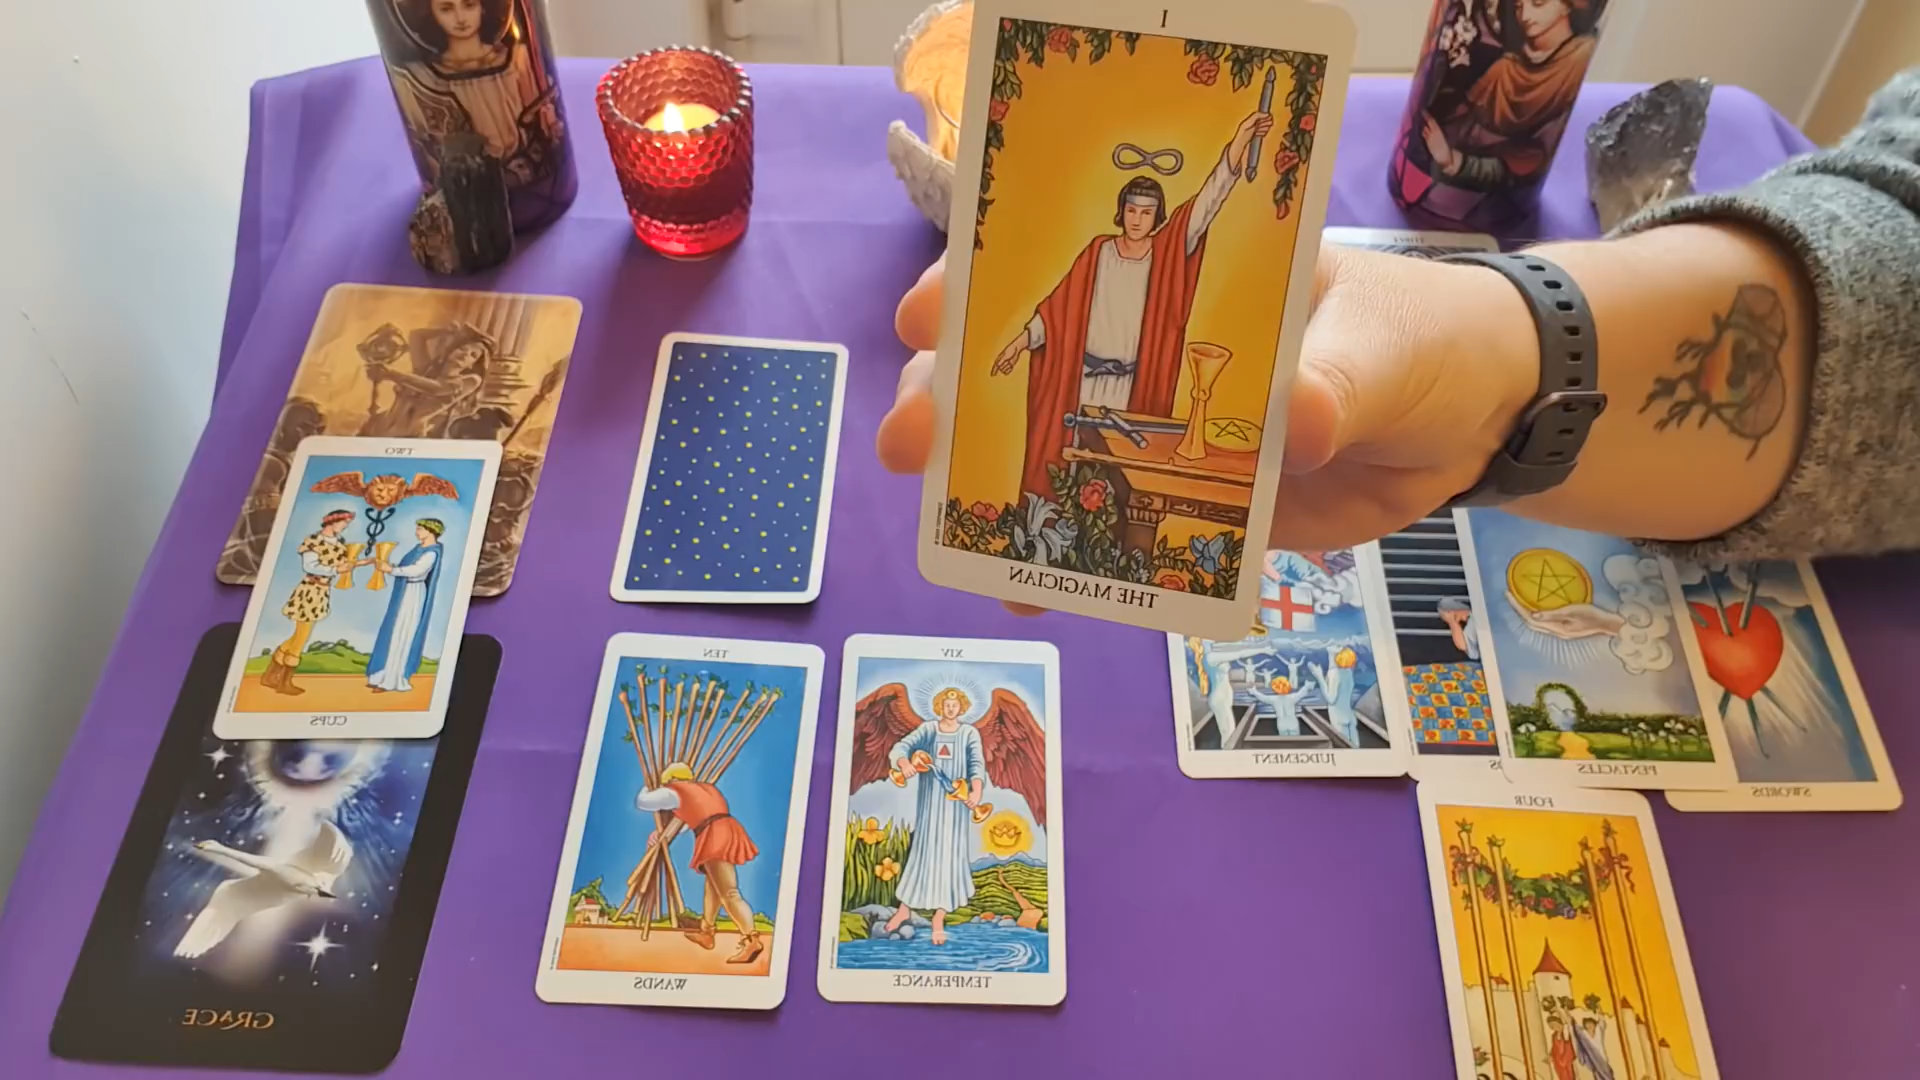 I
THE MAGICIAN
TWO
CUPS
GRACE
TEN
WANDS
XIV
TEMPERANCE
JUDGEMENT
PENTACLES
SWORDS
FOUR